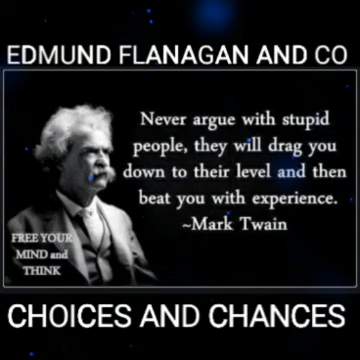 EDMUND FLANAGAN AND CO
Never argue with stupid
people, they will drag you
down to their level and then
beat you with experience.
~Mark Twain
FREE YOUR
MIND and
THINK
CHOICES AND CHANCES